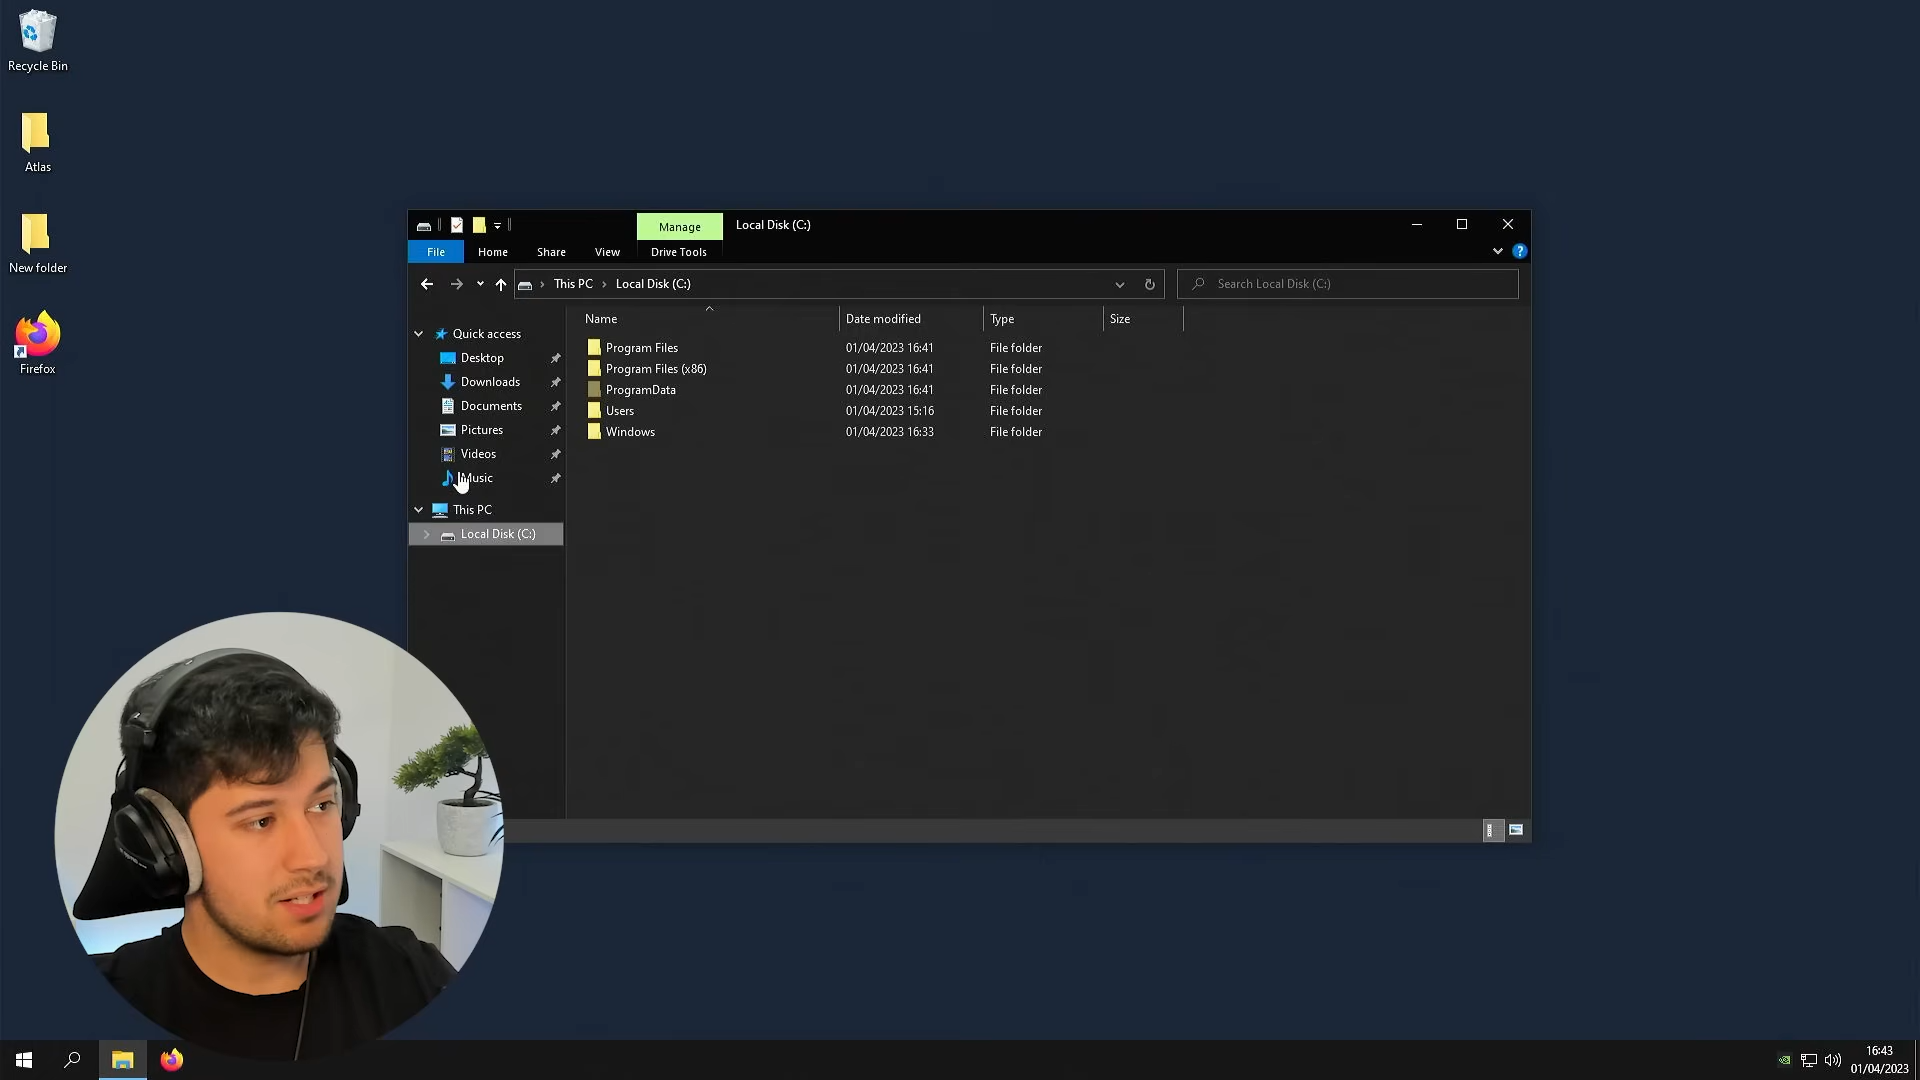 Recycle Bin
Atlas
New folder
Firefox
Manage
Local Disk (C:)
File
Home
Share
View
Drive Tools
?
This PC
Local Disk (C:)
Search Local Disk (C:)
Name
Date modified
Type
Size
Quick access
Desktop
Downloads
Documents
Pictures
Videos
Music
This PC
Local Disk (C:)
Program Files 01/04/2023 16:41 File folder
Program Files (x86) 01/04/2023 16:41 File folder
ProgramData 01/04/2023 16:41 File folder
Users 01/04/2023 15:16 File folder
Windows 01/04/2023 16:33 File folder
16:43
01/04/2023